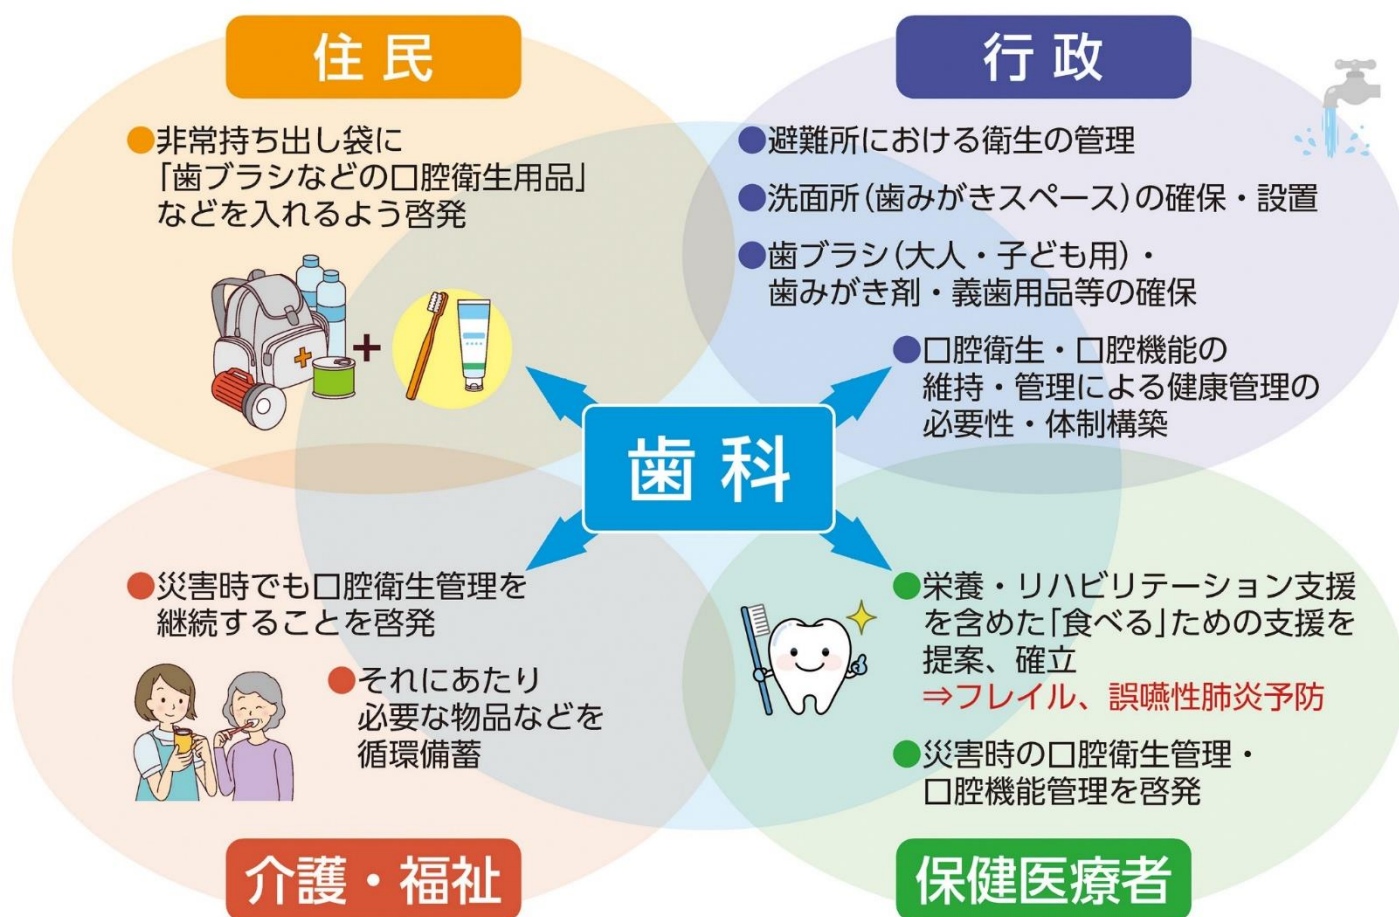 住民
●非常持ち出し袋に
「歯ブラシなどの口腔衛生用品」
などを入れるよう啓発
+
行政
●避難所における衛生の管理
●洗面所(歯みがきスペース)の確保・設置
●歯ブラシ(大人・子ども用)・
歯みがき剤・義歯用品等の確保
●口腔衛生・口腔機能の
維持・管理による健康管理の
必要性・体制構築
歯科
●災害時でも口腔衛生管理を
継続することを啓発
●それにあたり
必要な物品などを
循環備蓄
介護・福祉
●栄養・リハビリテーション支援
を含めた「食べる」ための支援を
提案、確立
⇒フレイル、誤嚥性肺炎予防
●災害時の口腔衛生管理・
口腔機能管理を啓発
保健医療者